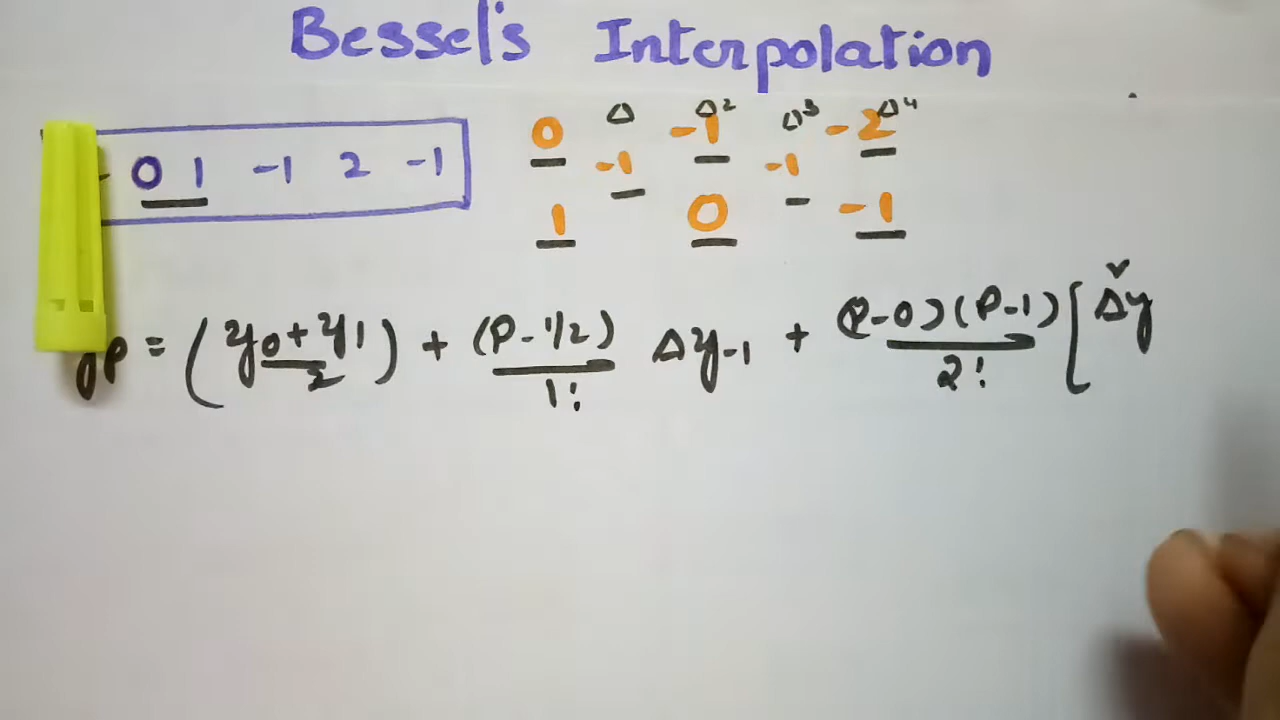 Bessel's Interpolation
0 Δ -1 Δ² Δ³ -2 Δ⁴
0 1 -1 2 -1
-1 -1
1 0 -1
yp = (y0 + y1 / 2) + (P - 1/2) / 1! Δy-1 + (P-0)(P-1) / 2! [ Δ̌y